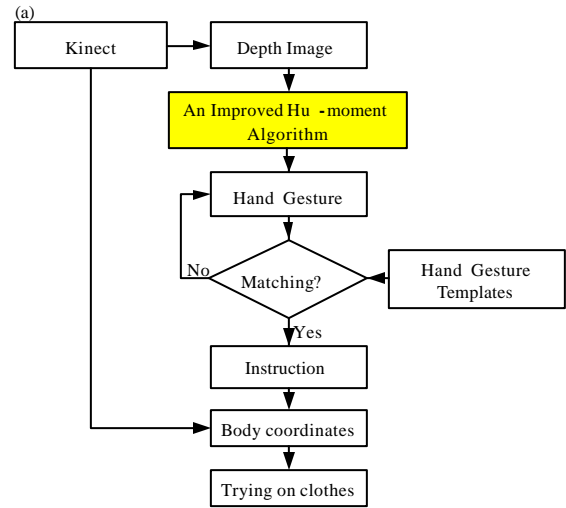 (a)
Kinect
Depth Image
An Improved Hu -moment
Algorithm
Hand Gesture
No
Matching?
Hand Gesture
Templates
Yes
Instruction
Body coordinates
Trying on clothes